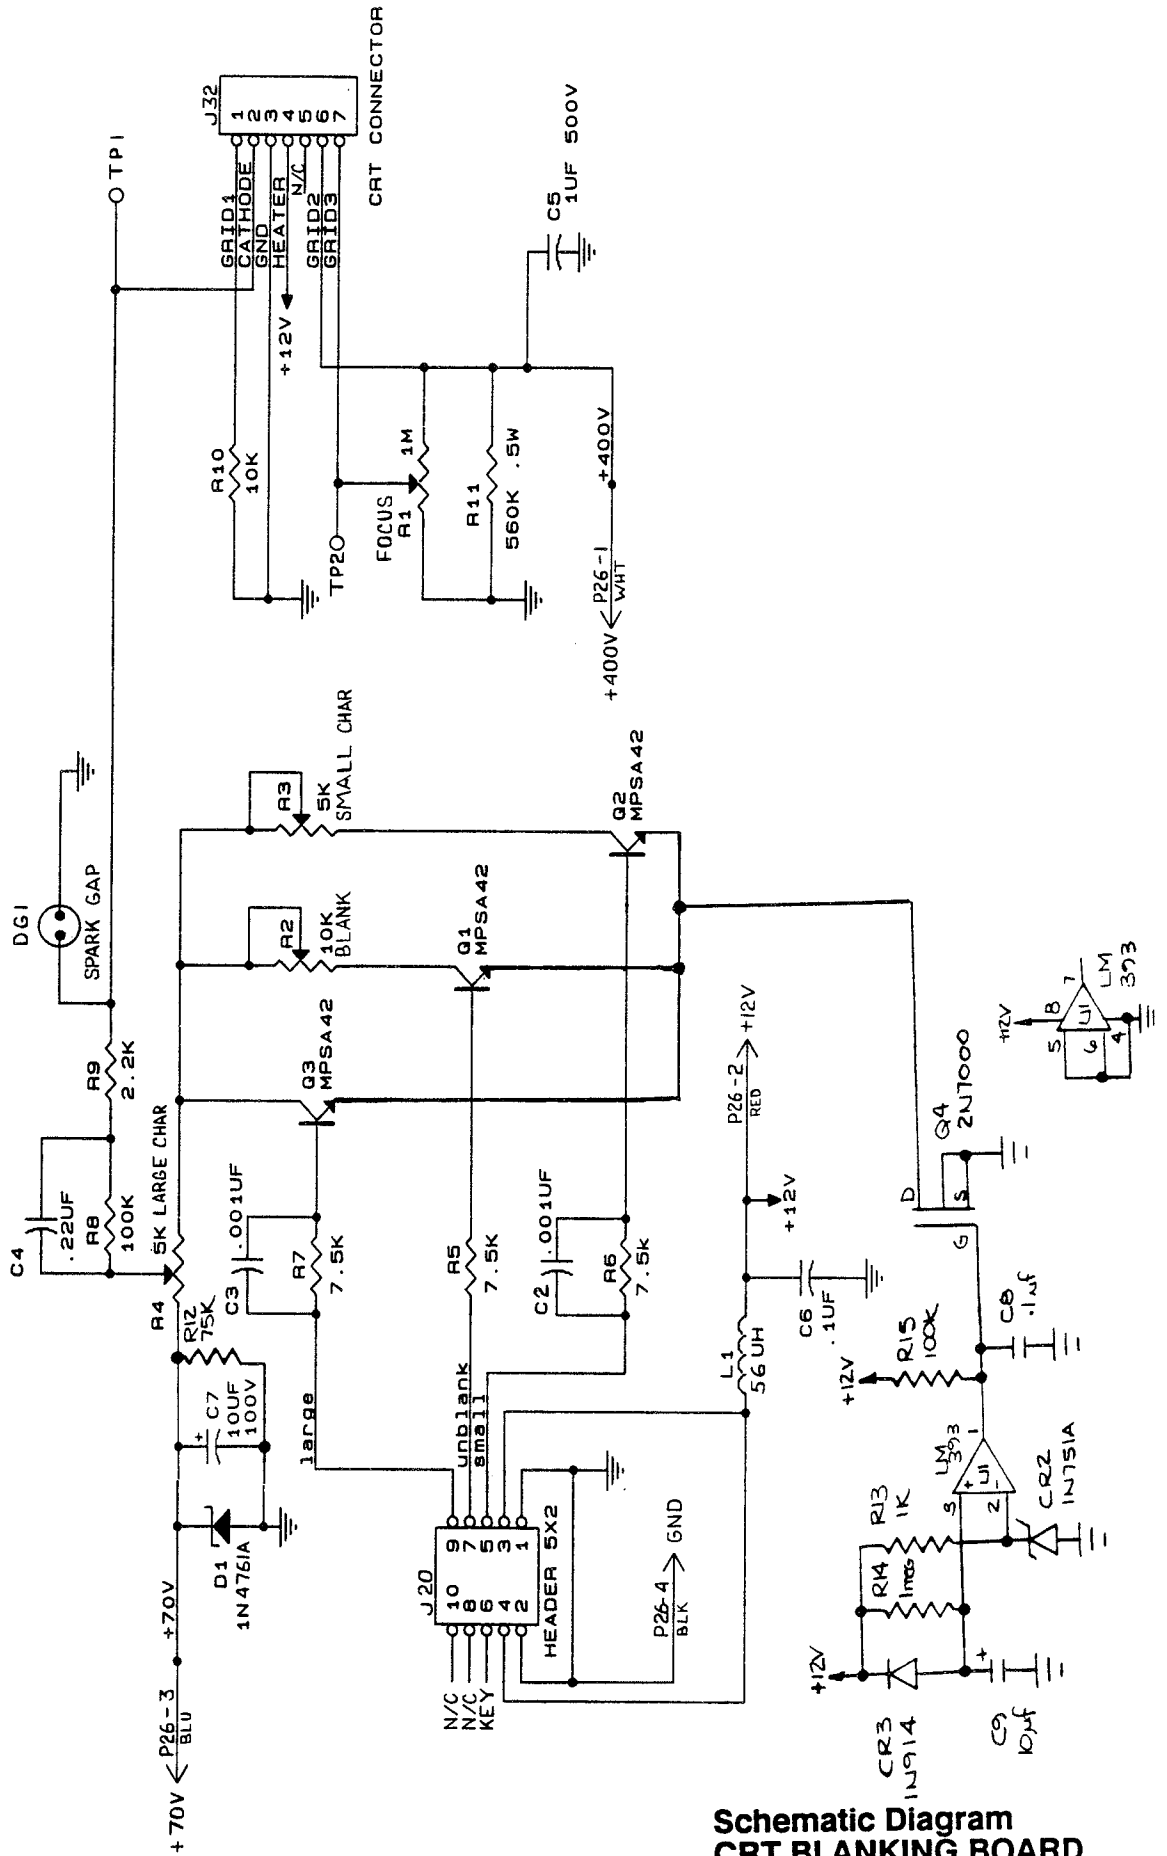 J32
1
2
3
4
5
6
7
CRT CONNECTOR
TP1
GRID1
CATHODE
GND
HEATER
N/C
GRID2
GRID3
+12V
C5
1UF 500V
R10
10K
TP2
FOCUS
R1
1M
R11
560K .5W
+400V
P26-1
WHT
+400V
DG1
SPARK GAP
C4
.22UF
R8
100K
R9
2.2K
R4
5K LARGE CHAR
R3
5K
SMALL CHAR
R2
10K
BLANK
Q3
MPSA42
Q1
MPSA42
Q2
MPSA42
C3
.001UF
R7
7.5K
R5
7.5K
C2
.001UF
R6
7.5K
R12
75K
C7
10UF
100V
+
D1
1N4761A
+70V
P26-3
BLU
+70V
large
unblank
small
J20
10 9
8 7
6 5
4 3
2 1
HEADER 5X2
N/C
N/C
KEY
P26-4
BLK
GND
L1
56UH
C6
.1UF
+12V
P26-2
RED
+12V
Q4
2N7000
D
S
G
C8
.1uf
R15
100K
+12V
LM
393
U1
+
-
3
2
1
CR2
1N751A
R13
1K
R14
1meg
+12V
CR3
1N914
C9
10uf
+
+12V
5
6
8
4
7
U1
LM
393
Schematic Diagram
CRT BLANKING BOARD